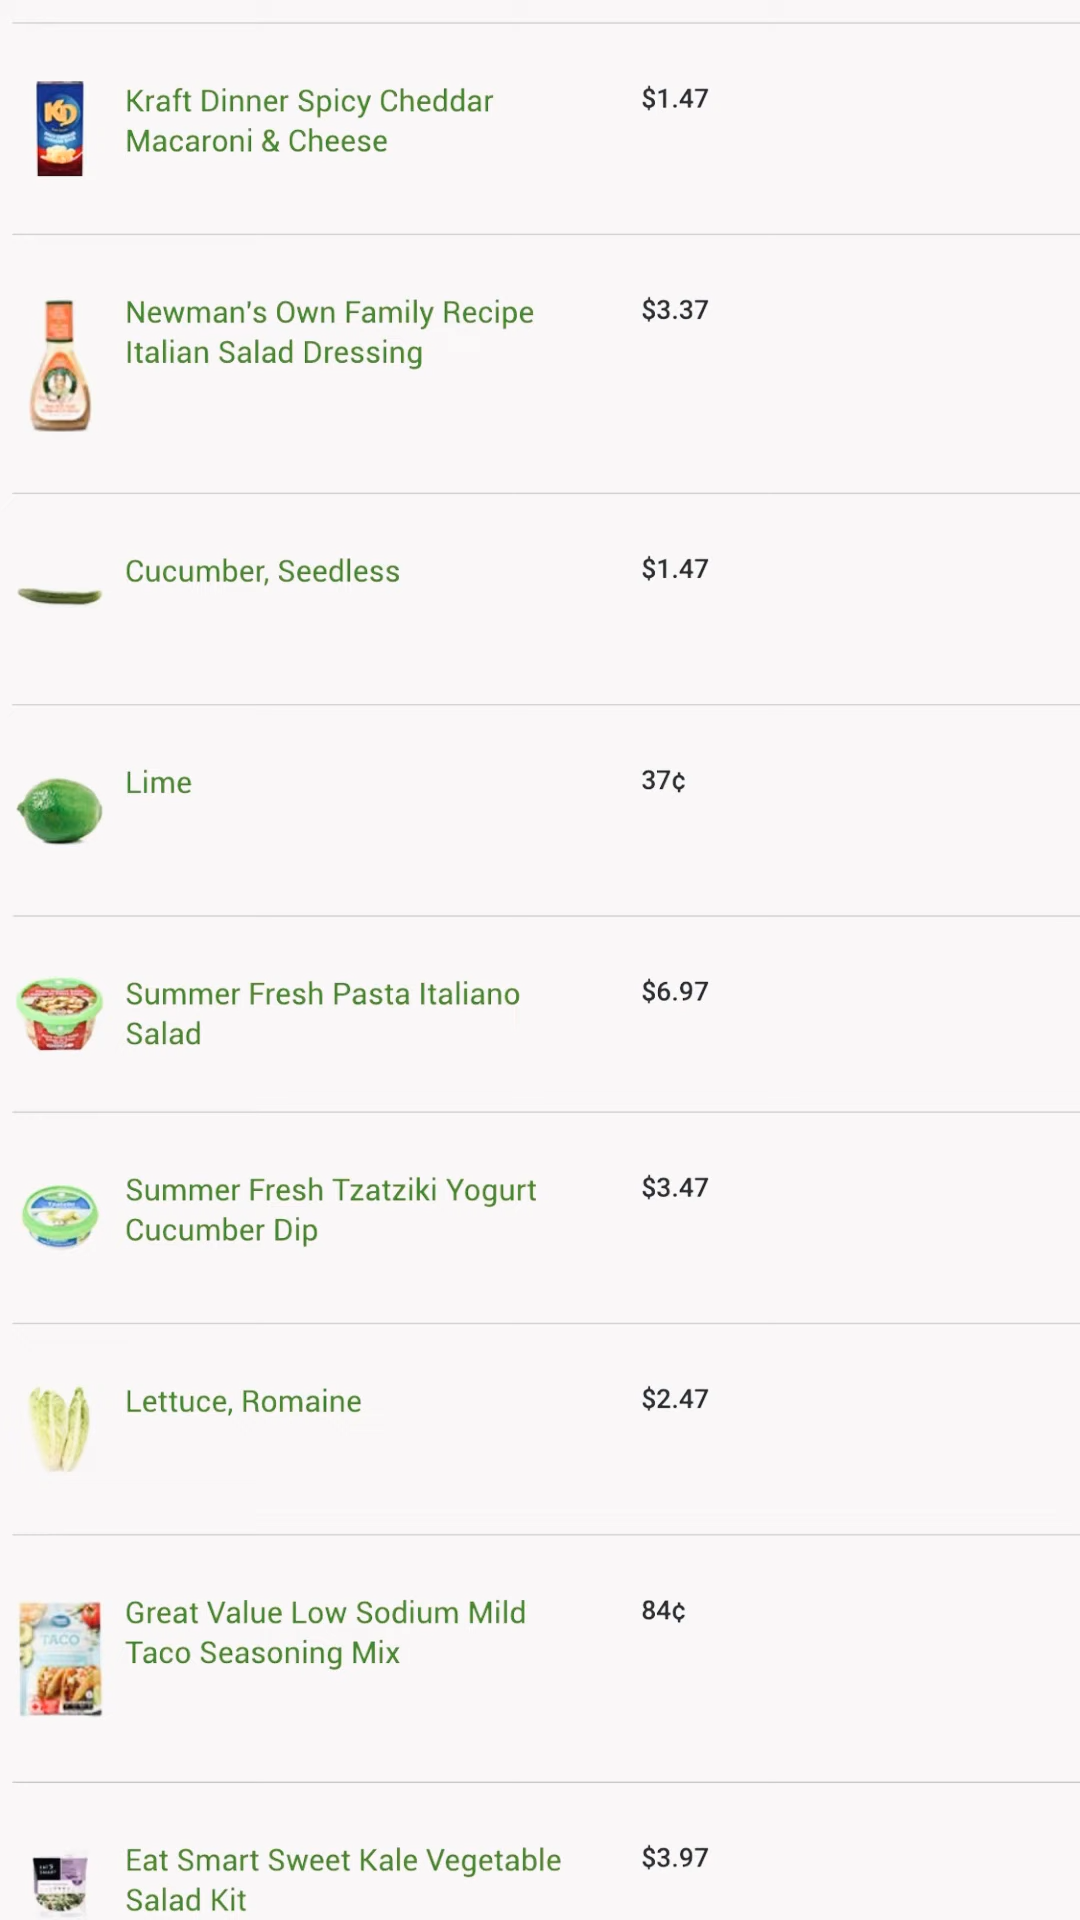 Kraft Dinner Spicy Cheddar
Macaroni & Cheese
$1.47
KD
Newman's Own Family Recipe
Italian Salad Dressing
$3.37
Cucumber, Seedless
$1.47
Lime
37¢
Summer Fresh Pasta Italiano
Salad
$6.97
Summer Fresh Tzatziki Yogurt
Cucumber Dip
$3.47
Lettuce, Romaine
$2.47
Great Value Low Sodium Mild
Taco Seasoning Mix
84¢
TACO
Eat Smart Sweet Kale Vegetable
Salad Kit
$3.97